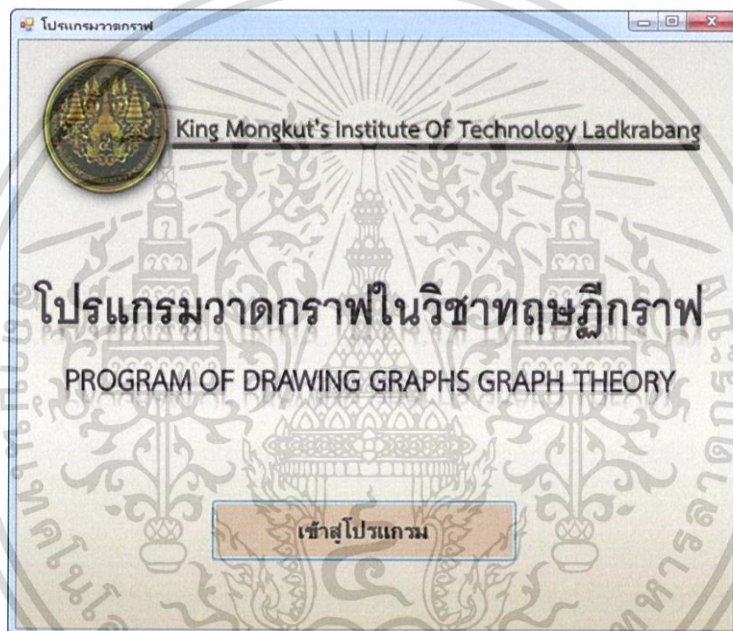 โปรแกรมวาดกราฟ
King Mongkut's Institute Of Technology Ladkrabang
โปรแกรมวาดกราฟในวิชาทฤษฎีกราฟ
PROGRAM OF DRAWING GRAPHS GRAPH THEORY
เข้าสู่โปรแกรม